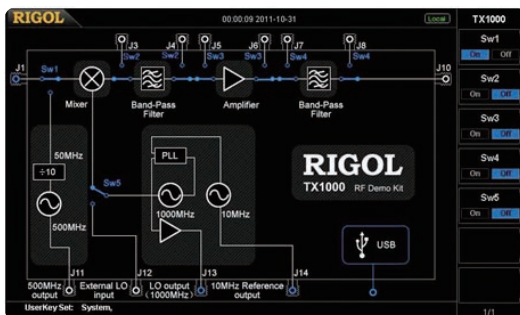 RIGOL
00:00:09 2011-10-31
Local
TX1000
J3 J4 J5 J6 J7 J8
Sw2 Sw2 Sw3 Sw3 Sw4 Sw4
J1 Sw1 J10
Mixer
Band-Pass Filter
Amplifier
Band-Pass Filter
50MHz
÷10
500MHz
Sw5
PLL
1000MHz
10MHz
RIGOL
TX1000 RF Demo Kit
USB
J11 J12 J13 J14
500MHz output
External LO input
LO output (1000MHz)
10MHz Reference output
UserKey Set: System,
Sw1
On Off
Sw2
On Off
Sw3
On Off
Sw4
On Off
Sw5
On Off
1/1